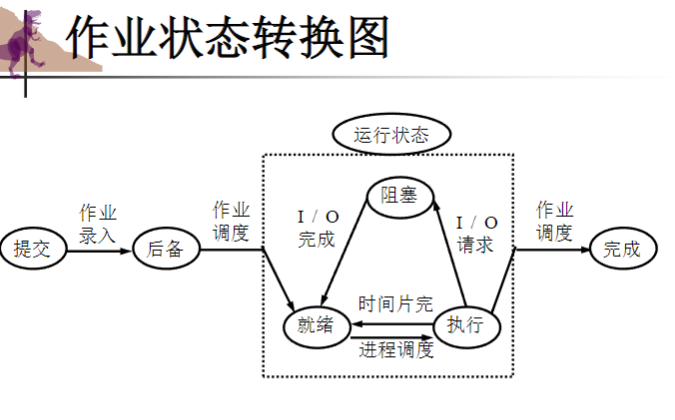 作业状态转换图
运行状态
阻塞
作业
录入
作业
调度
I／O
完成
I／O
请求
作业
调度
提交
后备
完成
时间片完
就绪
执行
进程调度